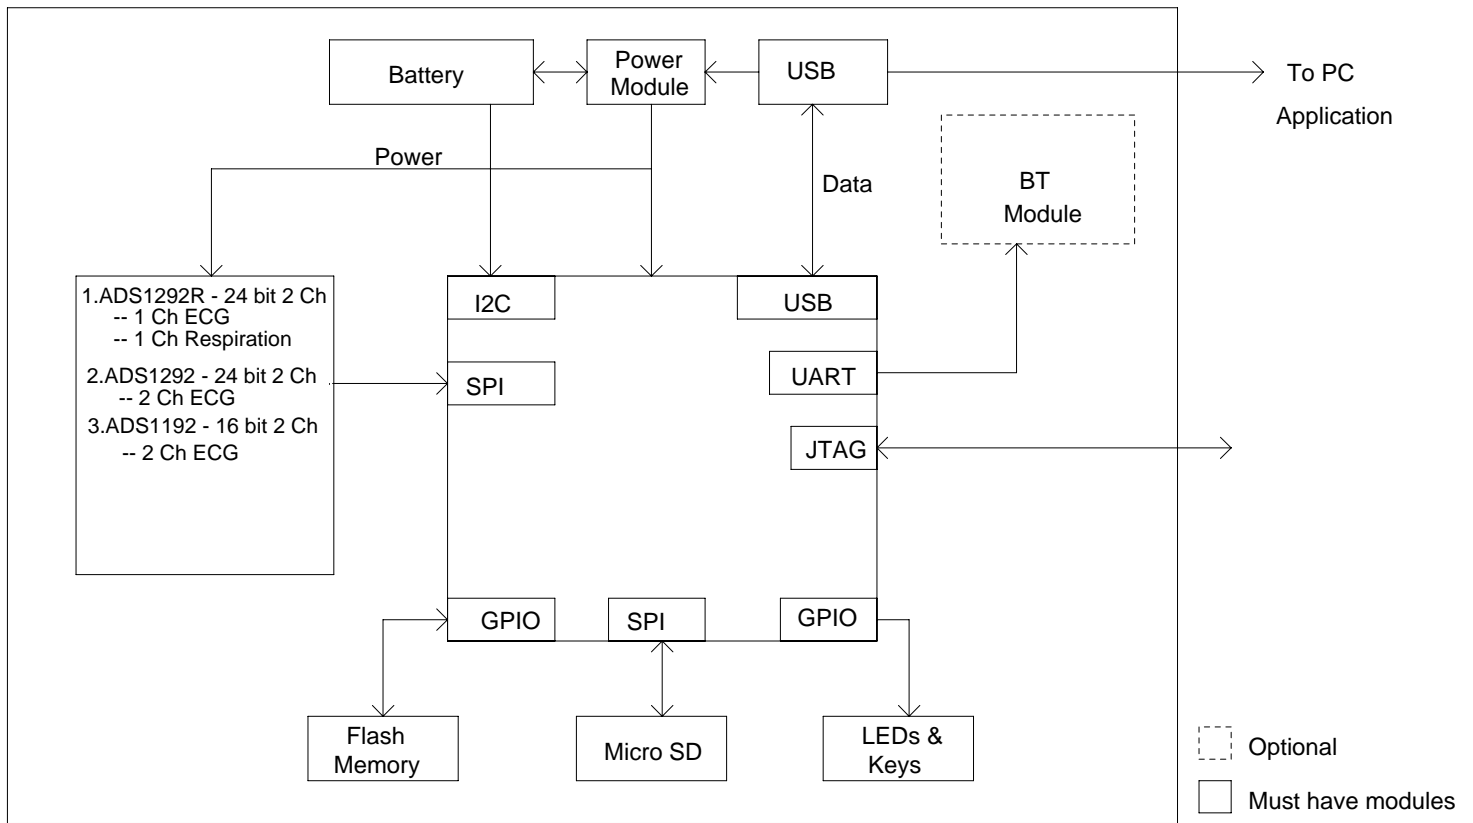 Battery
Power
Module
USB
To PC
Application
Power
Data
BT
Module
1.ADS1292R - 24 bit 2 Ch
-- 1 Ch ECG
-- 1 Ch Respiration
2.ADS1292 - 24 bit 2 Ch
-- 2 Ch ECG
3.ADS1192 - 16 bit 2 Ch
-- 2 Ch ECG
I2C
USB
SPI
UART
JTAG
GPIO
SPI
GPIO
Flash
Memory
Micro SD
LEDs &
Keys
Optional
Must have modules